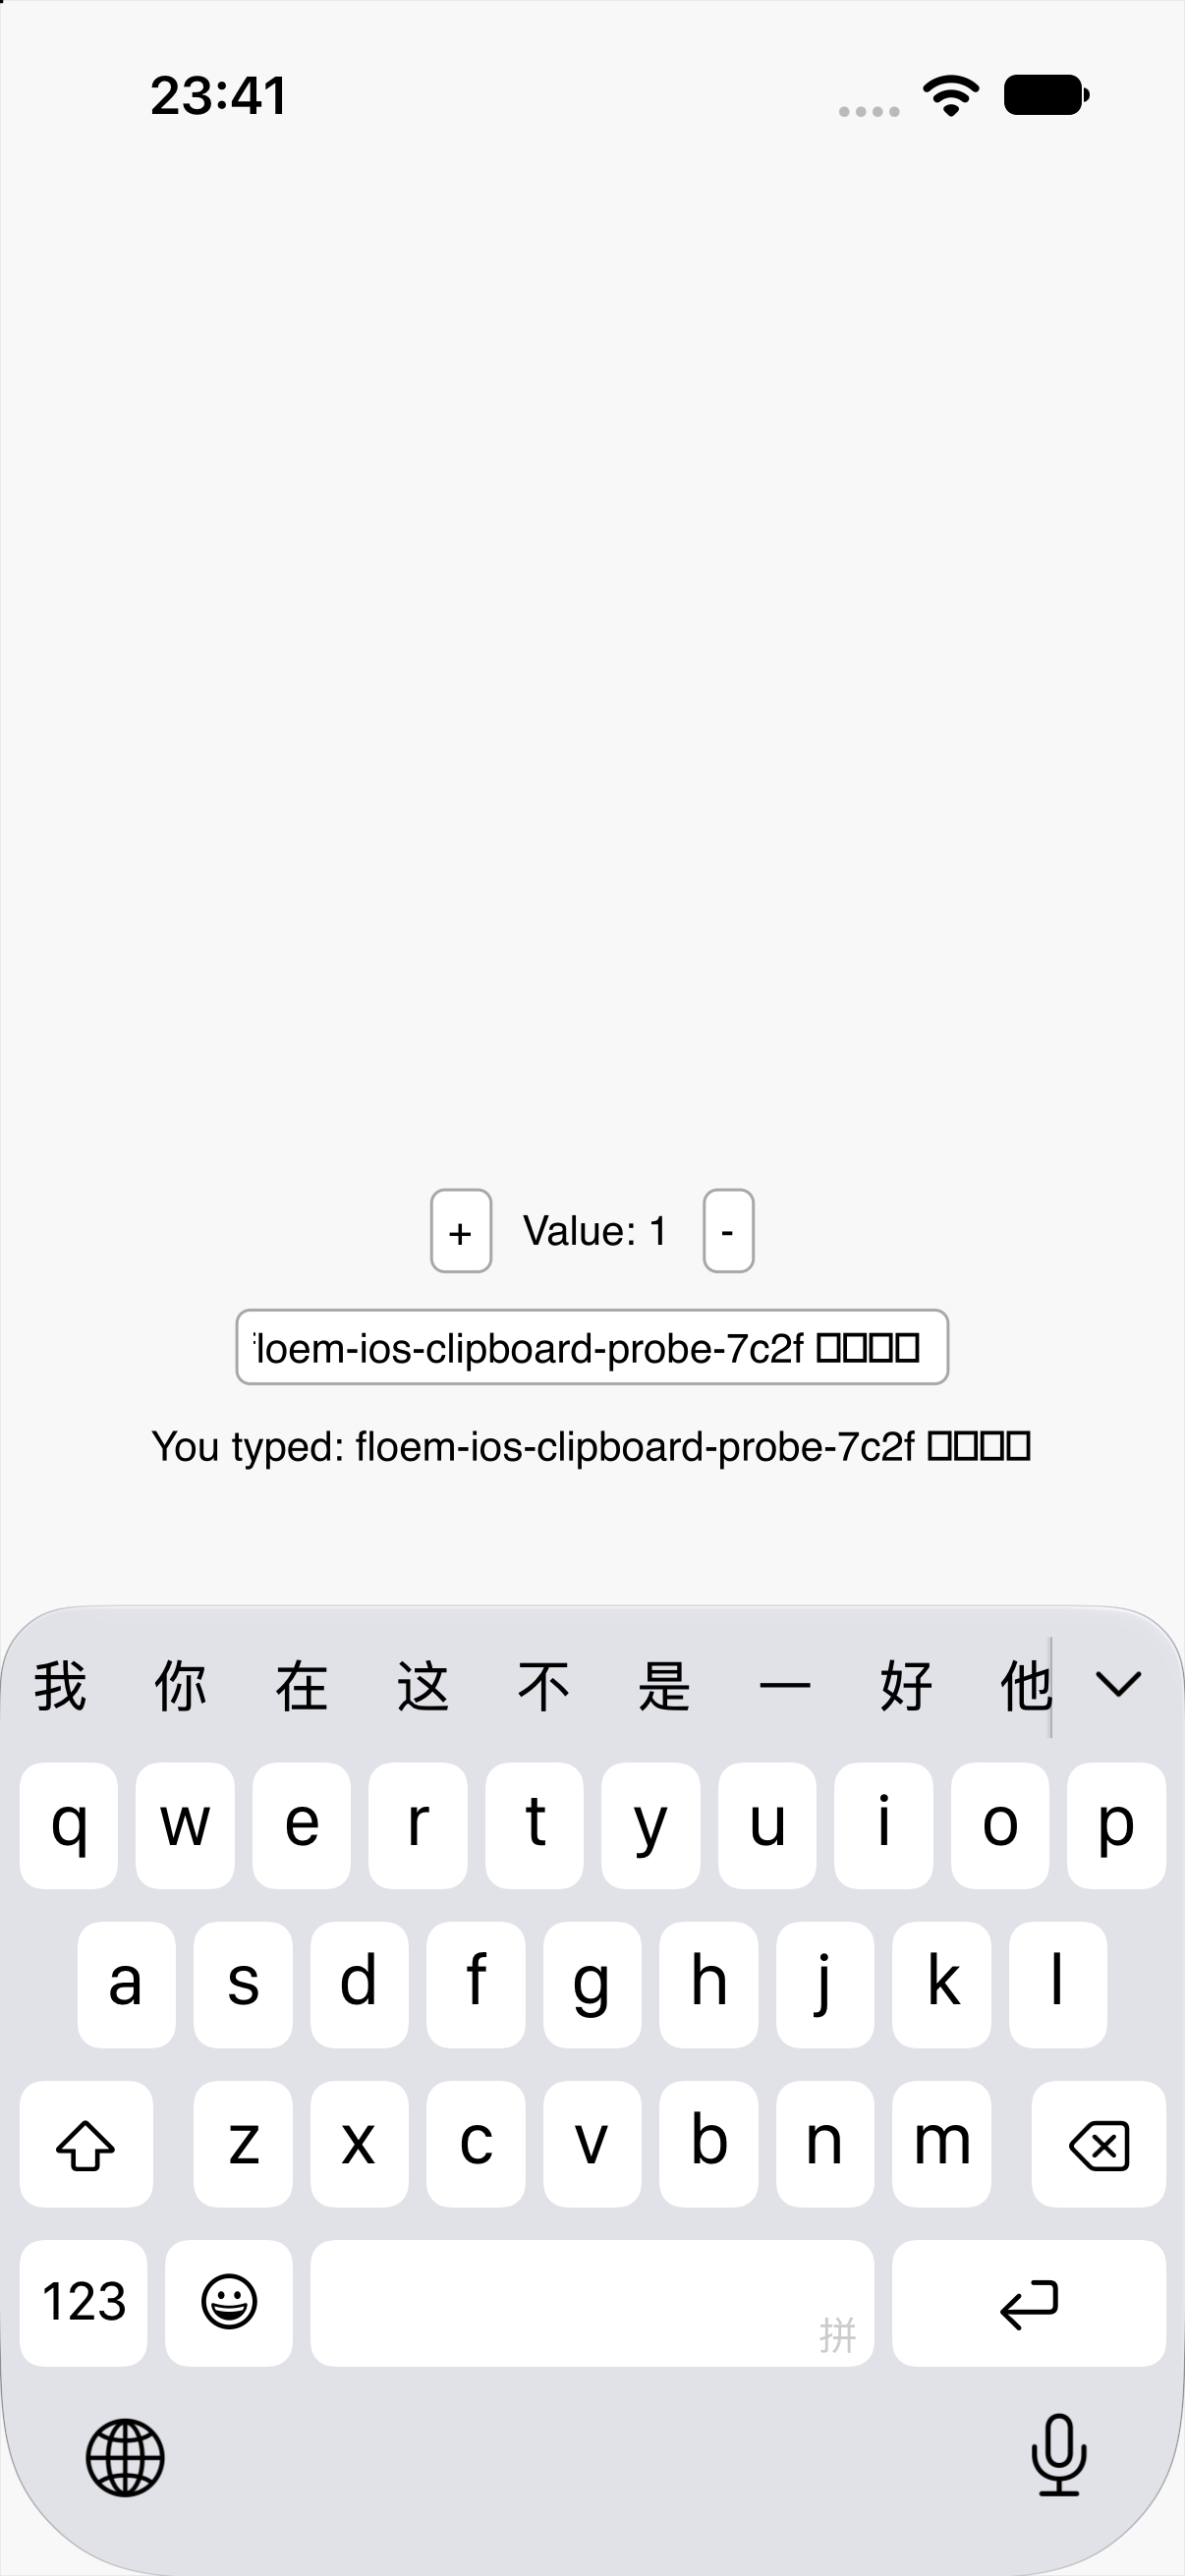 23:41
+ Value: 1 -
floem-ios-clipboard-probe-7c2f □□□□
You typed: floem-ios-clipboard-probe-7c2f □□□□
我 你 在 这 不 是 一 好 他
q w e r t y u i o p
a s d f g h j k l
z x c v b n m
123
拼